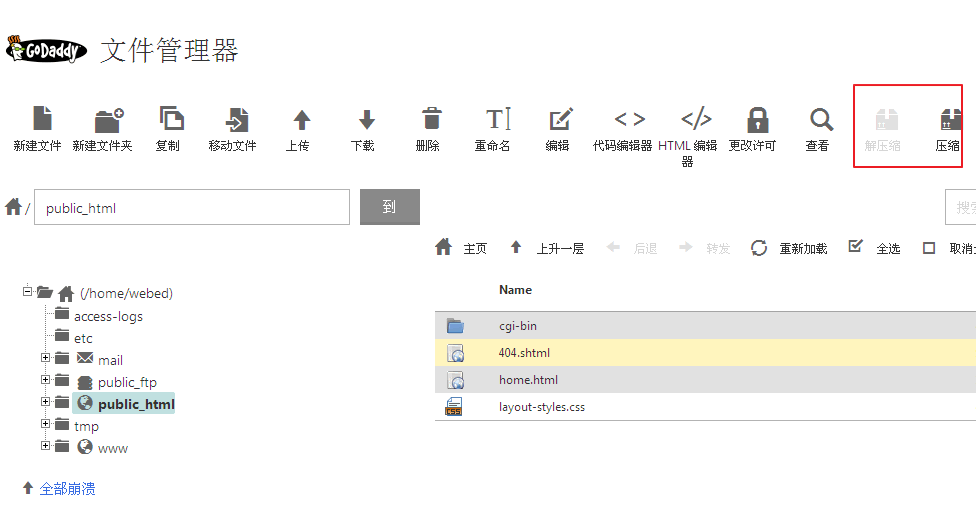 GoDaddy 文件管理器
新建文件 新建文件夹 复制 移动文件 上传 下载 删除 重命名 编辑 代码编辑器 HTML 编辑器 更改许可 查看 解压缩 压缩
/ public_html 到 搜索
主页 上升一层 后退 转发 重新加载 全选 取消
Name
(/home/webed)
access-logs
etc
mail
public_ftp
public_html
tmp
www
全部崩溃
cgi-bin
404.shtml
home.html
layout-styles.css